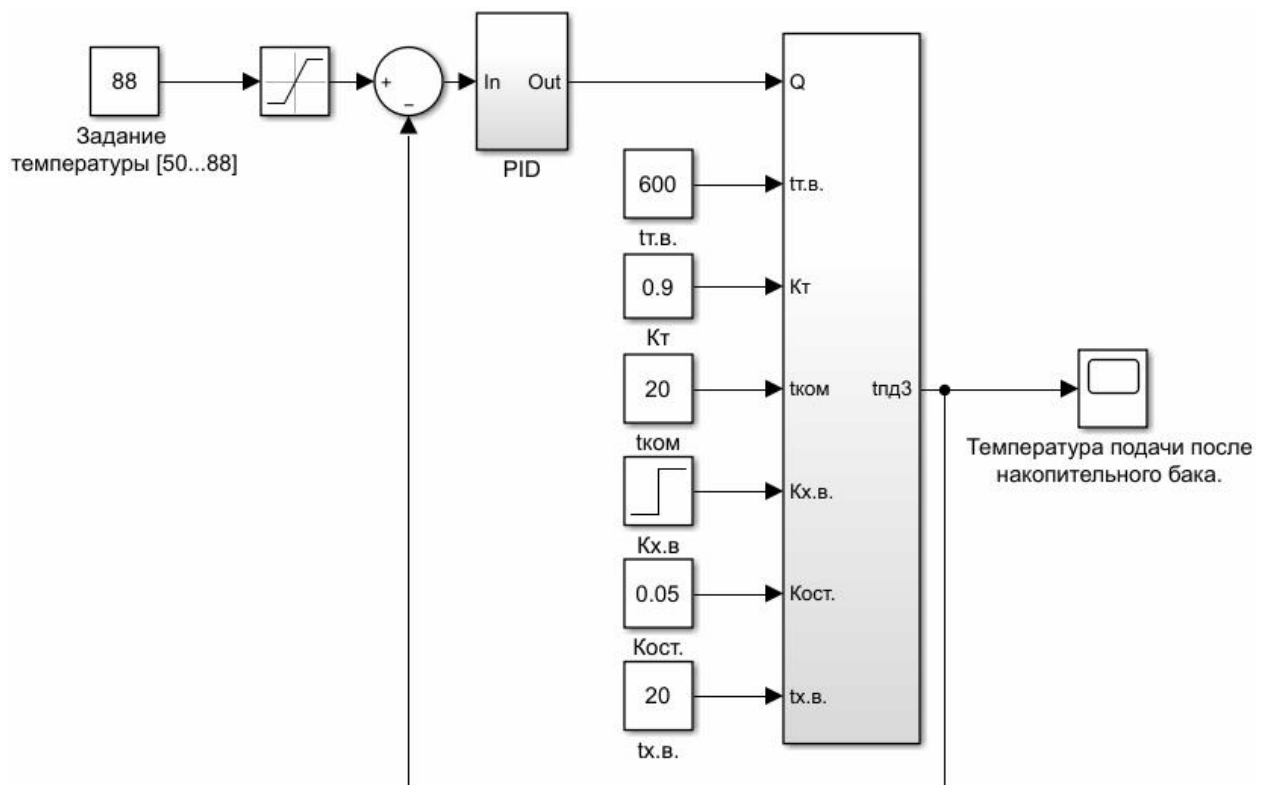 88
Задание
температуры [50...88]
+
−
In Out
PID
Q
600
tт.в.
tт.в.
0.9
Кт
Кт
20
tком
tком
tпд3
Температура подачи после
накопительного бака.
Кх.в
Кх.в.
0.05
Кост.
Кост.
20
tх.в.
tх.в.